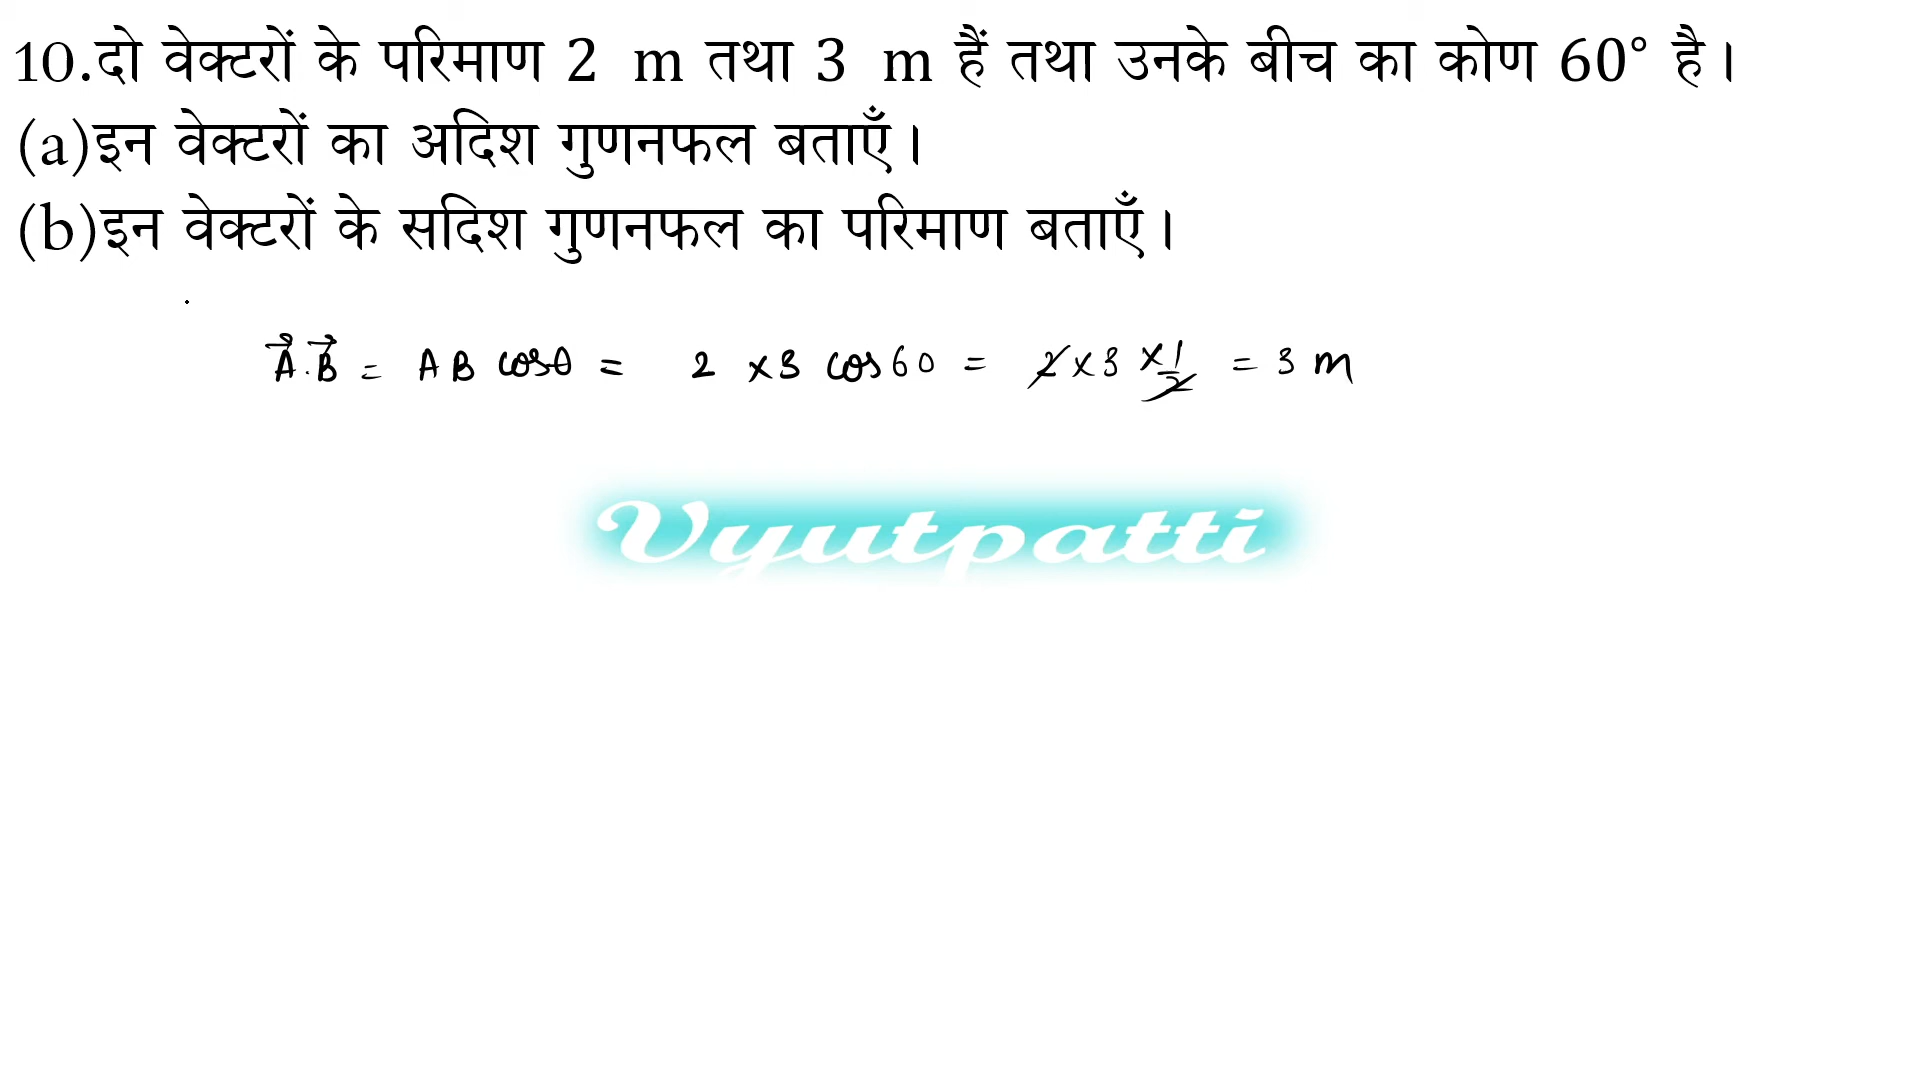 10.दो वेक्टरों के परिमाण 2 m तथा 3 m हैं तथा उनके बीच का कोण 60° है।
(a)इन वेक्टरों का अदिश गुणनफल बताएँ।
(b)इन वेक्टरों के सदिश गुणनफल का परिमाण बताएँ।
A⃗.B⃗ = AB cosθ = 2 ×3 cos60 = 2×3 ×1/2 = 3 m
Vyutpatti